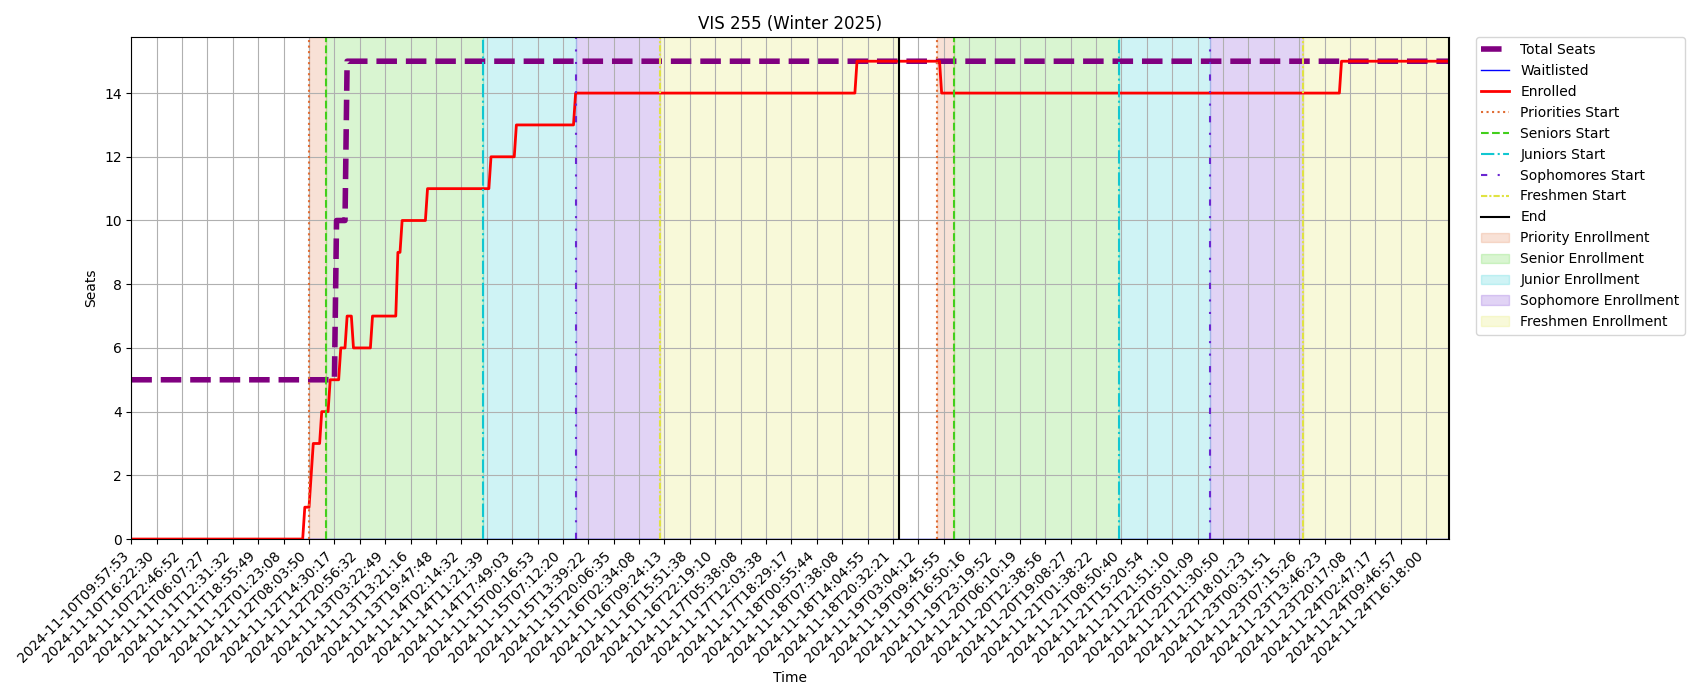 VIS 255 (Winter 2025)
Seats
14
12
10
8
6
4
2
0
2024-11-10T09:57:53
2024-11-10T16:22:30
2024-11-10T22:46:52
2024-11-11T06:07:27
2024-11-11T12:31:32
2024-11-11T18:55:49
2024-11-12T01:23:08
2024-11-12T08:03:50
2024-11-12T14:30:17
2024-11-12T20:56:32
2024-11-13T03:22:49
2024-11-13T13:21:16
2024-11-13T19:47:48
2024-11-14T02:14:32
2024-11-14T11:21:39
2024-11-14T17:49:03
2024-11-15T00:16:53
2024-11-15T07:12:20
2024-11-15T13:39:22
2024-11-15T20:06:35
2024-11-16T02:34:08
2024-11-16T09:24:13
2024-11-16T15:51:38
2024-11-16T22:19:10
2024-11-17T05:38:08
2024-11-17T12:03:38
2024-11-17T18:29:17
2024-11-18T00:55:44
2024-11-18T07:38:08
2024-11-18T14:04:55
2024-11-18T20:32:21
2024-11-19T03:04:12
2024-11-19T09:45:55
2024-11-19T16:50:16
2024-11-19T23:19:52
2024-11-20T06:10:19
2024-11-20T12:38:56
2024-11-20T19:08:27
2024-11-21T01:38:22
2024-11-21T08:50:40
2024-11-21T15:20:54
2024-11-21T21:51:10
2024-11-22T05:01:09
2024-11-22T11:30:50
2024-11-22T18:01:23
2024-11-23T00:31:51
2024-11-23T07:15:26
2024-11-23T13:46:23
2024-11-23T20:17:08
2024-11-24T02:47:17
2024-11-24T09:46:57
2024-11-24T16:18:00
Time
Total Seats
Waitlisted
Enrolled
Priorities Start
Seniors Start
Juniors Start
Sophomores Start
Freshmen Start
End
Priority Enrollment
Senior Enrollment
Junior Enrollment
Sophomore Enrollment
Freshmen Enrollment